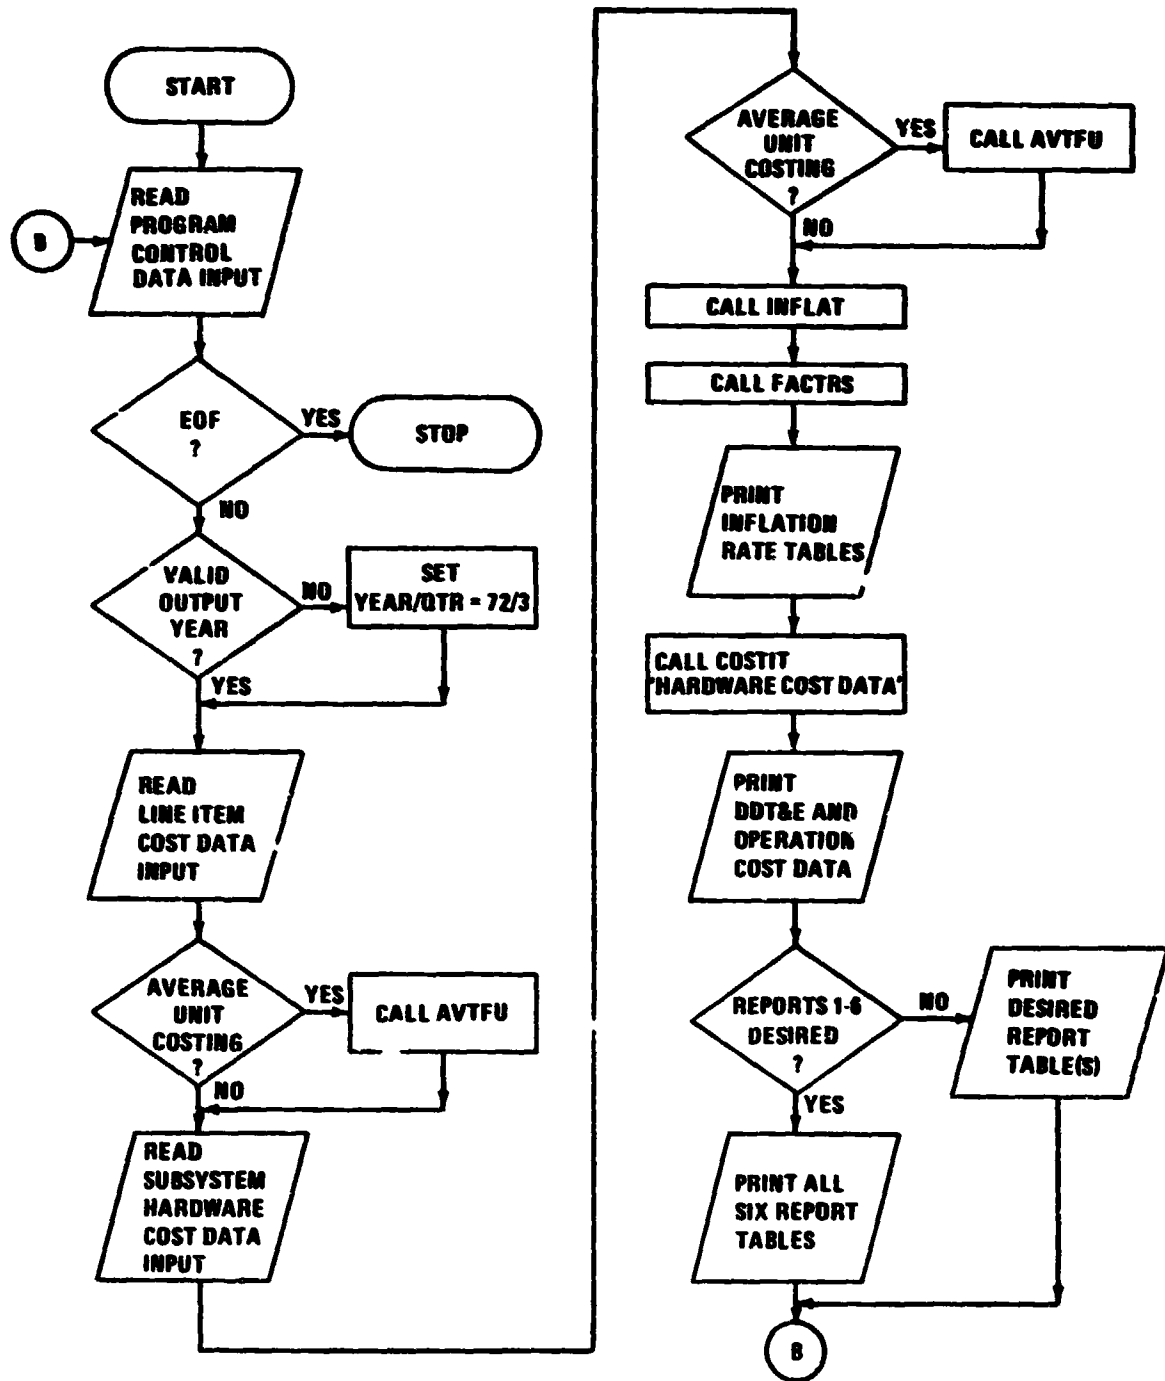 START
B
READ
PROGRAM
CONTROL
DATA INPUT
EOF
?
YES
STOP
NO
VALID
OUTPUT
YEAR
?
NO
SET
YEAR/QTR = 72/3
YES
READ
LINE ITEM
COST DATA
INPUT
AVERAGE
UNIT
COSTING
?
YES
CALL AVTFU
NO
READ
SUBSYSTEM
HARDWARE
COST DATA
INPUT
AVERAGE
UNIT
COSTING
?
YES
CALL AVTFU
NO
CALL INFLAT
CALL FACTRS
PRINT
INFLATION
RATE TABLES
CALL COSTIT
"HARDWARE COST DATA"
PRINT
DDT&E AND
OPERATION
COST DATA
REPORTS 1-6
DESIRED
?
NO
PRINT
DESIRED
REPORT
TABLE(S)
YES
PRINT ALL
SIX REPORT
TABLES
B